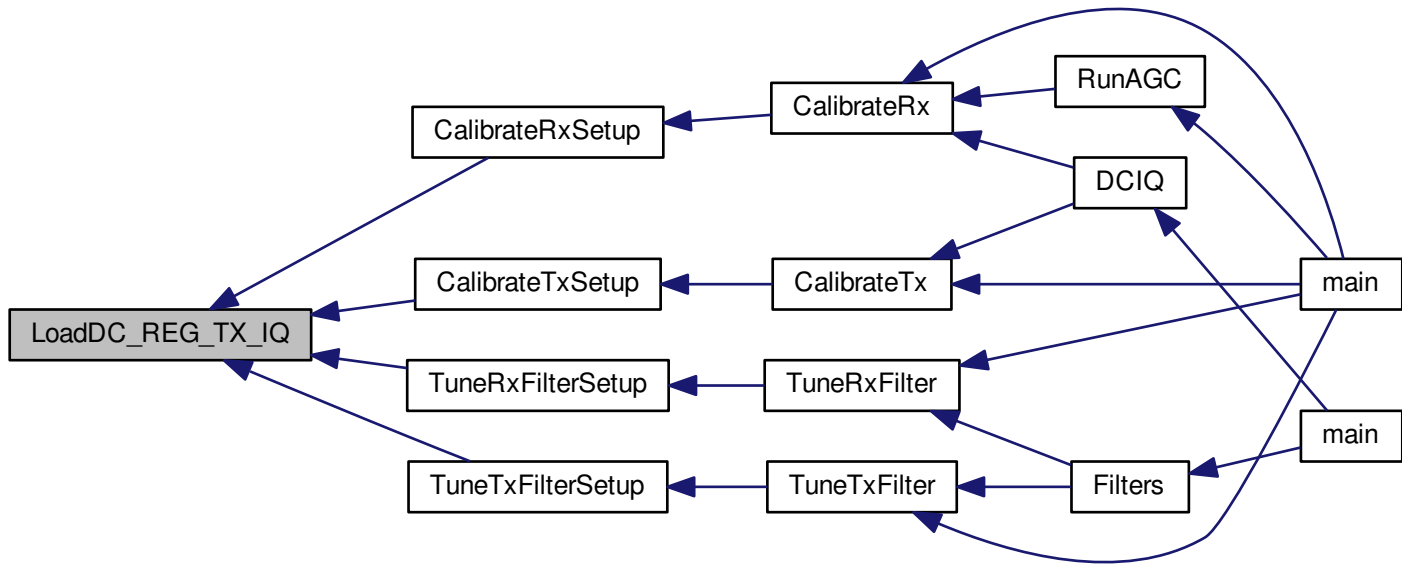 RunAGC
CalibrateRx
CalibrateRxSetup
DCIQ
CalibrateTxSetup
CalibrateTx
main
LoadDC_REG_TX_IQ
TuneRxFilterSetup
TuneRxFilter
main
TuneTxFilterSetup
TuneTxFilter
Filters